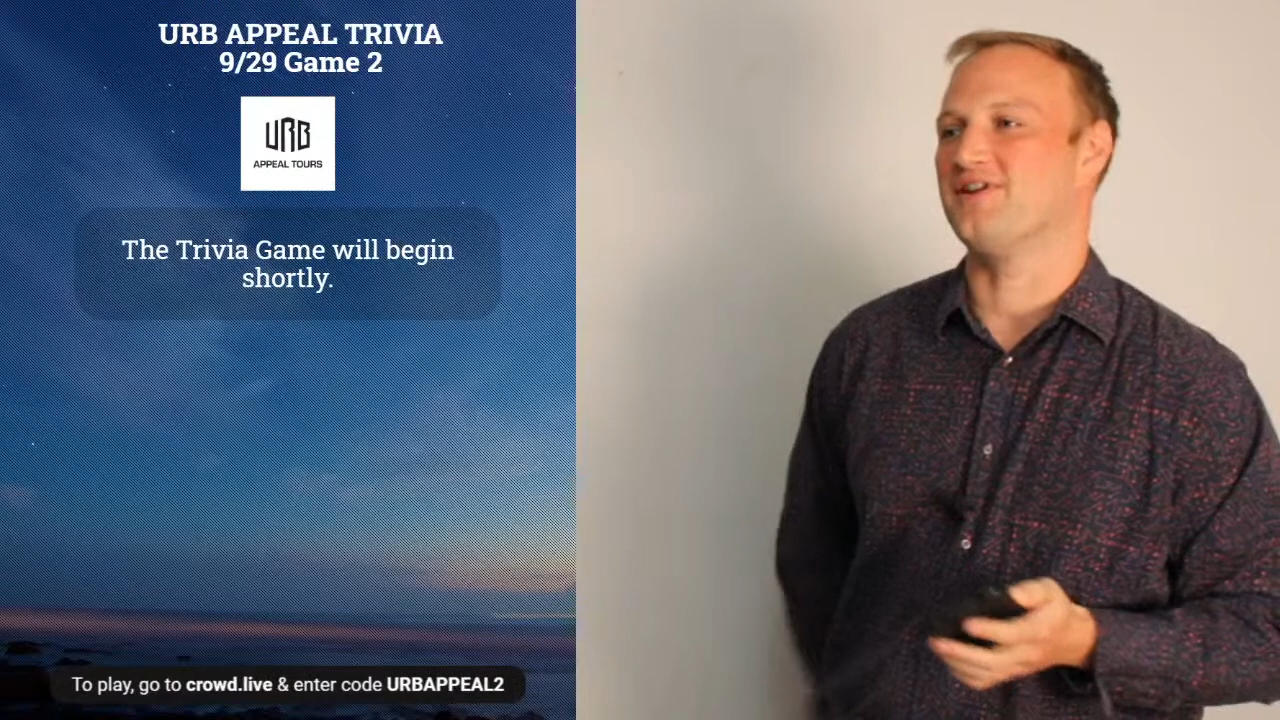 URB APPEAL TRIVIA
9/29 Game 2
URB
APPEAL TOURS
The Trivia Game will begin
shortly.
To play, go to crowd.live & enter code URBAPPEAL2